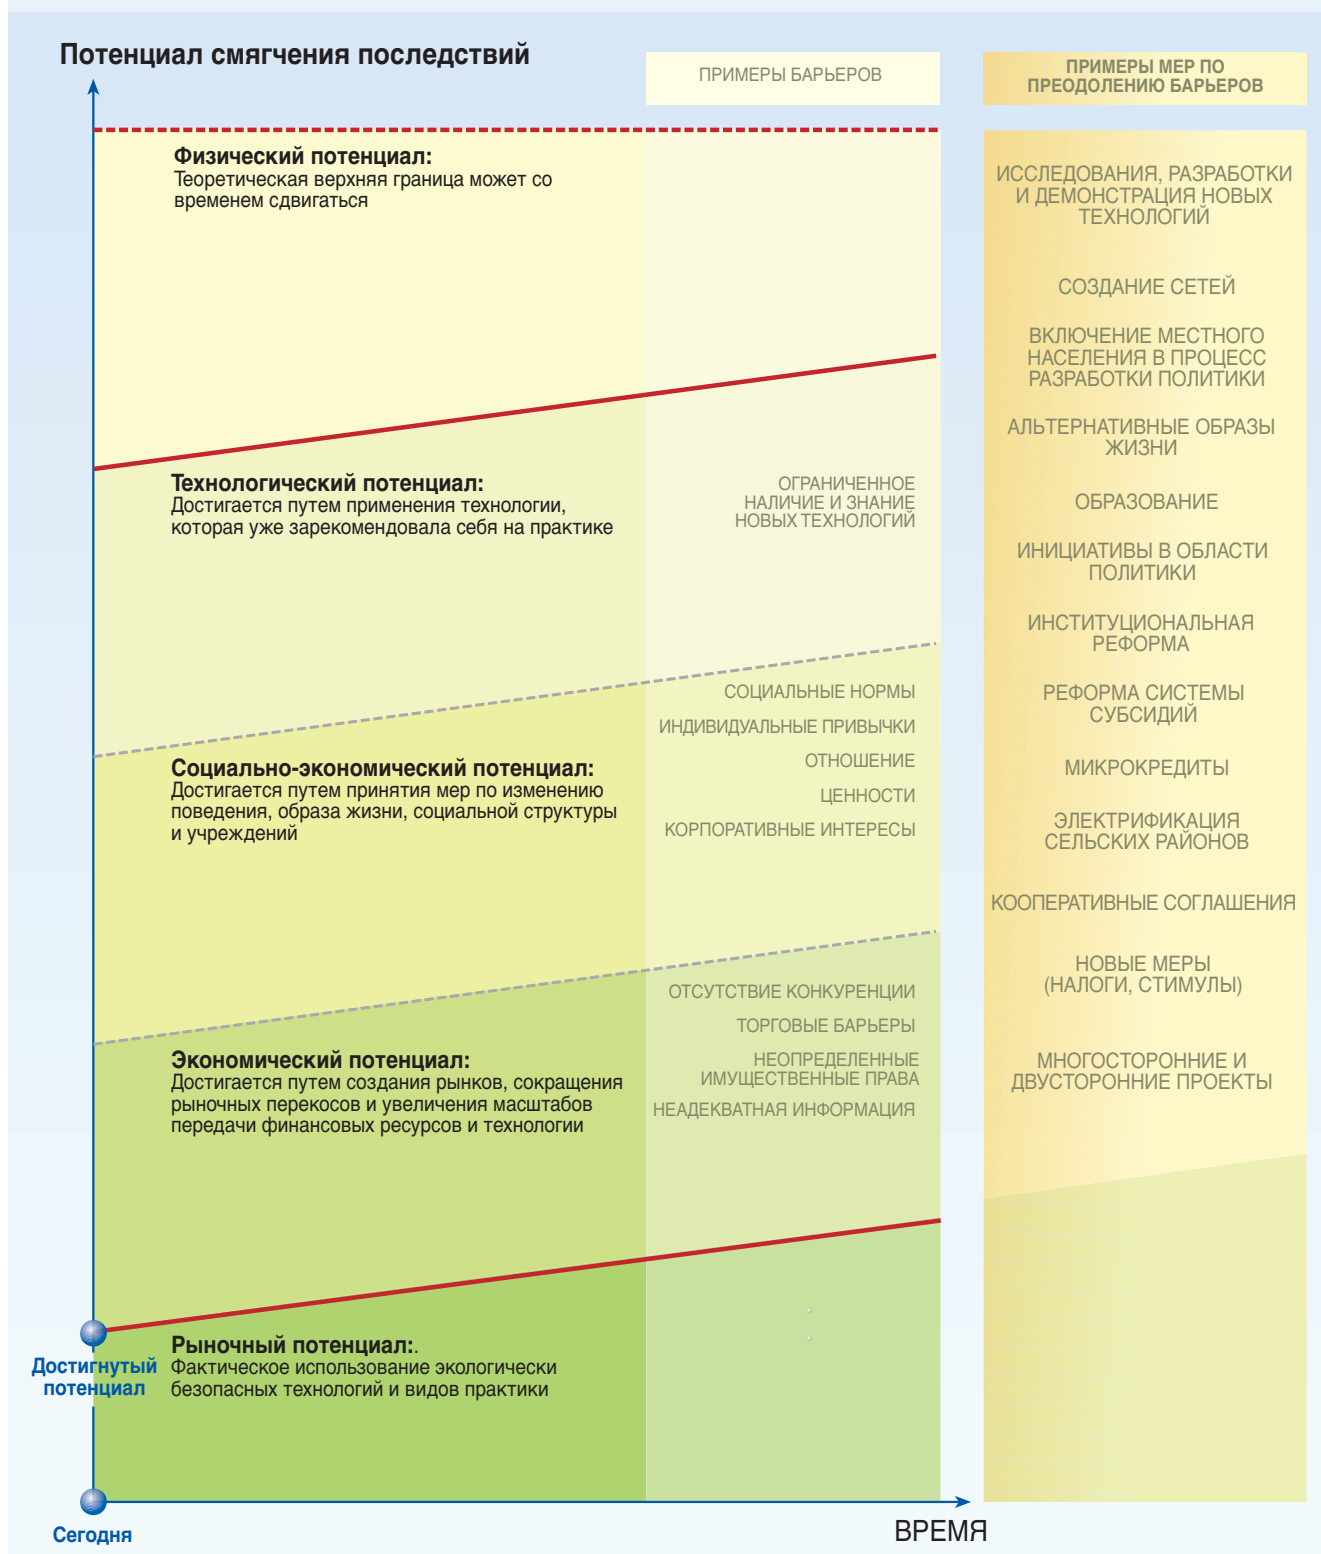 Потенциал смягчения последствий
ПРИМЕРЫ БАРЬЕРОВ
ПРИМЕРЫ МЕР ПО
ПРЕОДОЛЕНИЮ БАРЬЕРОВ
Физический потенциал:
Теоретическая верхняя граница может со
временем сдвигаться
Технологический потенциал:
Достигается путем применения технологии,
которая уже зарекомендовала себя на практике
Социально-экономический потенциал:
Достигается путем принятия мер по изменению
поведения, образа жизни, социальной структуры
и учреждений
Экономический потенциал:
Достигается путем создания рынков, сокращения
рыночных перекосов и увеличения масштабов
передачи финансовых ресурсов и технологии
Рыночный потенциал:.
Фактическое использование экологически
безопасных технологий и видов практики
ОГРАНИЧЕННОЕ
НАЛИЧИЕ И ЗНАНИЕ
НОВЫХ ТЕХНОЛОГИЙ
СОЦИАЛЬНЫЕ НОРМЫ
ИНДИВИДУАЛЬНЫЕ ПРИВЫЧКИ
ОТНОШЕНИЕ
ЦЕННОСТИ
КОРПОРАТИВНЫЕ ИНТЕРЕСЫ
ОТСУТСТВИЕ КОНКУРЕНЦИИ
ТОРГОВЫЕ БАРЬЕРЫ
НЕОПРЕДЕЛЕННЫЕ
ИМУЩЕСТВЕННЫЕ ПРАВА
НЕАДЕКВАТНАЯ ИНФОРМАЦИЯ
ИССЛЕДОВАНИЯ, РАЗРАБОТКИ
И ДЕМОНСТРАЦИЯ НОВЫХ
ТЕХНОЛОГИЙ
СОЗДАНИЕ СЕТЕЙ
ВКЛЮЧЕНИЕ МЕСТНОГО
НАСЕЛЕНИЯ В ПРОЦЕСС
РАЗРАБОТКИ ПОЛИТИКИ
АЛЬТЕРНАТИВНЫЕ ОБРАЗЫ
ЖИЗНИ
ОБРАЗОВАНИЕ
ИНИЦИАТИВЫ В ОБЛАСТИ
ПОЛИТИКИ
ИНСТИТУЦИОНАЛЬНАЯ
РЕФОРМА
РЕФОРМА СИСТЕМЫ
СУБСИДИЙ
МИКРОКРЕДИТЫ
ЭЛЕКТРИФИКАЦИЯ
СЕЛЬСКИХ РАЙОНОВ
КООПЕРАТИВНЫЕ СОГЛАШЕНИЯ
НОВЫЕ МЕРЫ
(НАЛОГИ, СТИМУЛЫ)
МНОГОСТОРОННИЕ И
ДВУСТОРОННИЕ ПРОЕКТЫ
Достигнутый
потенциал
Сегодня
ВРЕМЯ